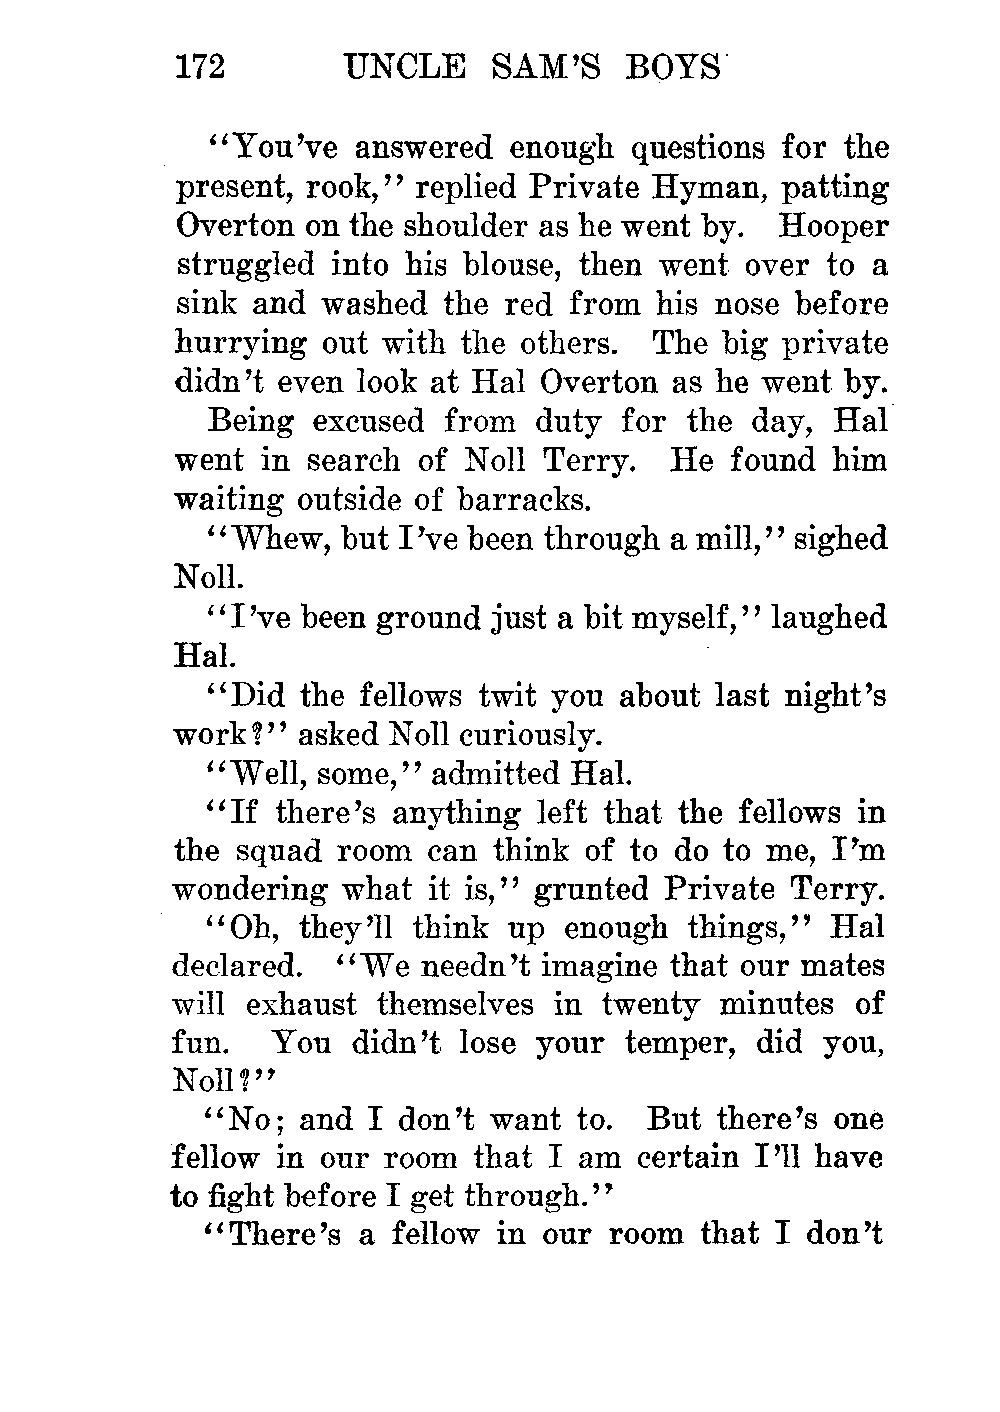 172 UNCLE SAM'S BOYS
"You've answered enough questions for the
present, rook," replied Private Hyman, patting
Overton on the shoulder as he went by. Hooper
struggled into his blouse, then went over to a
sink and washed the red from his nose before
hurrying out with the others. The big private
didn't even look at Hal Overton as he went by.
Being excused from duty for the day, Hal
went in search of Noll Terry. He found him
waiting outside of barracks.
"Whew, but I've been through a mill," sighed
Noll.
"I've been ground just a bit myself," laughed
Hal.
"Did the fellows twit you about last night's
work?" asked Noll curiously.
"Well, some," admitted Hal.
"If there's anything left that the fellows in
the squad room can think of to do to me, I'm
wondering what it is," grunted Private Terry.
"Oh, they'll think up enough things," Hal
declared. "We needn't imagine that our mates
will exhaust themselves in twenty minutes of
fun. You didn't lose your temper, did you,
Noll?"
"No; and I don't want to. But there's one
fellow in our room that I am certain I'll have
to fight before I get through."
"There's a fellow in our room that I don't